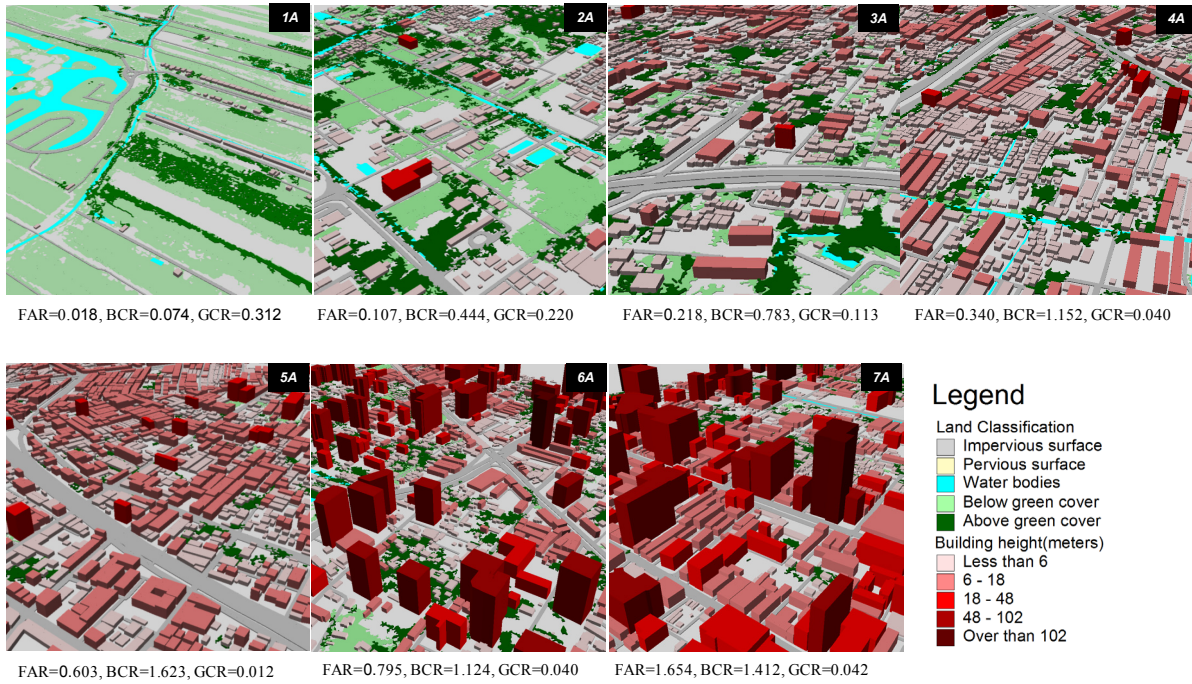 1A
2A
3A
4A
FAR=0.018, BCR=0.074, GCR=0.312
FAR=0.107, BCR=0.444, GCR=0.220
FAR=0.218, BCR=0.783, GCR=0.113
FAR=0.340, BCR=1.152, GCR=0.040
5A
6A
7A
FAR=0.603, BCR=1.623, GCR=0.012
FAR=0.795, BCR=1.124, GCR=0.040
FAR=1.654, BCR=1.412, GCR=0.042
Legend
Land Classification
Impervious surface
Pervious surface
Water bodies
Below green cover
Above green cover
Building height(meters)
Less than 6
6 - 18
18 - 48
48 - 102
Over than 102